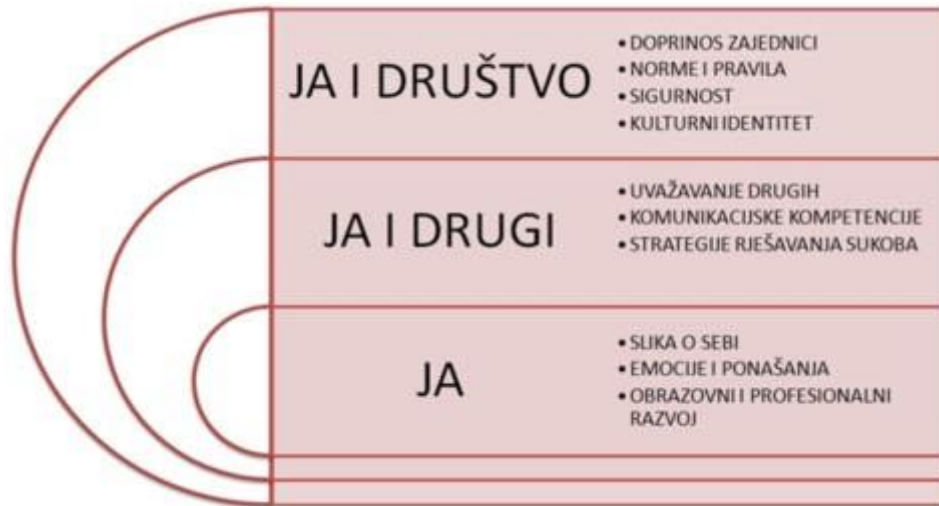 JA I DRUŠTVO
• DOPRINOS ZAJEDNICI
• NORME I PRAVILA
• SIGURNOST
• KULTURNI IDENTITET
JA I DRUGI
• UVAŽAVANJE DRUGIH
• KOMUNIKACIJSKE KOMPETENCIJE
• STRATEGIJE RJEŠAVANJA SUKOBA
JA
• SLIKA O SEBI
• EMOCIJE I PONAŠANJA
• OBRAZOVNI I PROFESIONALNI
RAZVOJ